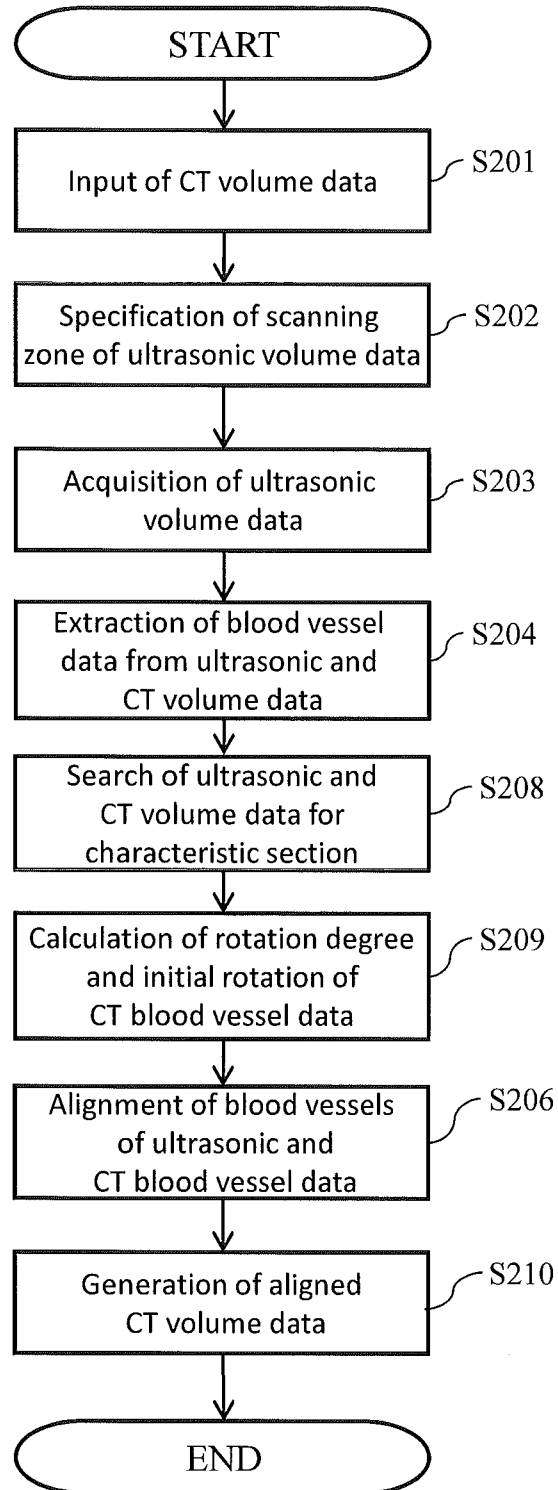 START
Input of CT volume data
S201
Specification of scanning
zone of ultrasonic volume data
S202
Acquisition of ultrasonic
volume data
S203
Extraction of blood vessel
data from ultrasonic and
CT volume data
S204
Search of ultrasonic and
CT volume data for
characteristic section
S208
Calculation of rotation degree
and initial rotation of
CT blood vessel data
S209
Alignment of blood vessels
of ultrasonic and
CT blood vessel data
S206
Generation of aligned
CT volume data
S210
END